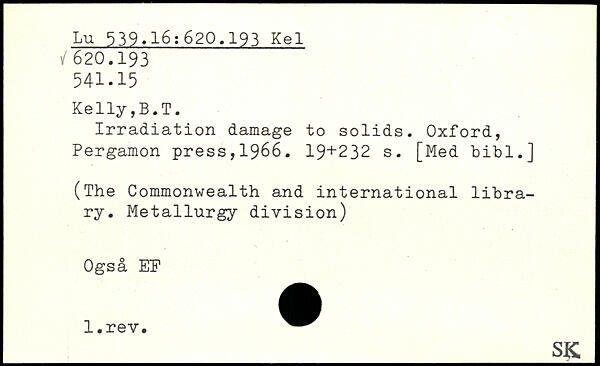 Lu 539.16:620.193 Kel
√ 620.193
541.15
Kelly,B.T.
Irradiation damage to solids. Oxford,
Pergamon press,1966. 19+232 s. [Med bibl.]
(The Commonwealth and international libra-
ry. Metallurgy division)
Også EF
1.rev.
SK